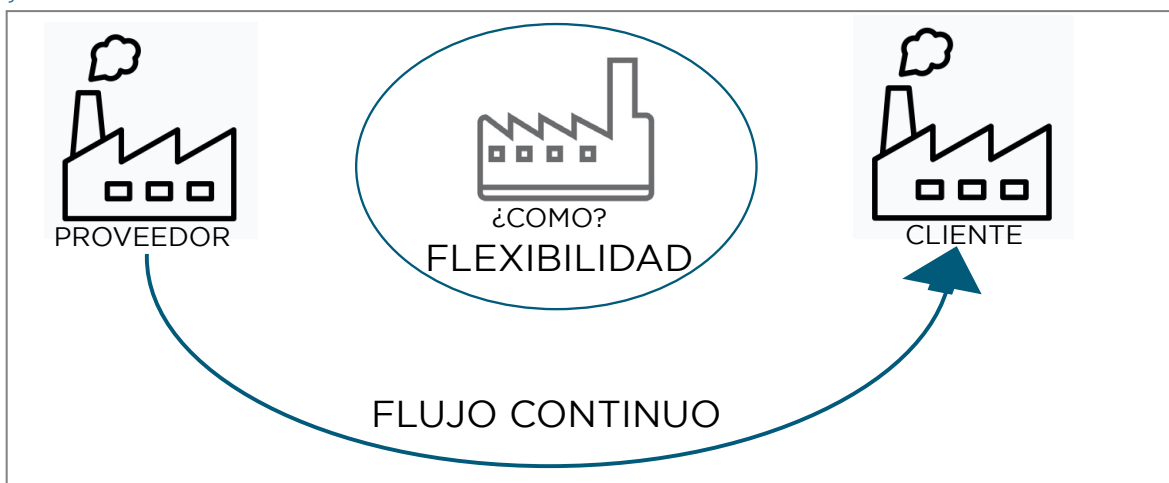 PROVEEDOR
¿COMO?
FLEXIBILIDAD
CLIENTE
FLUJO CONTINUO